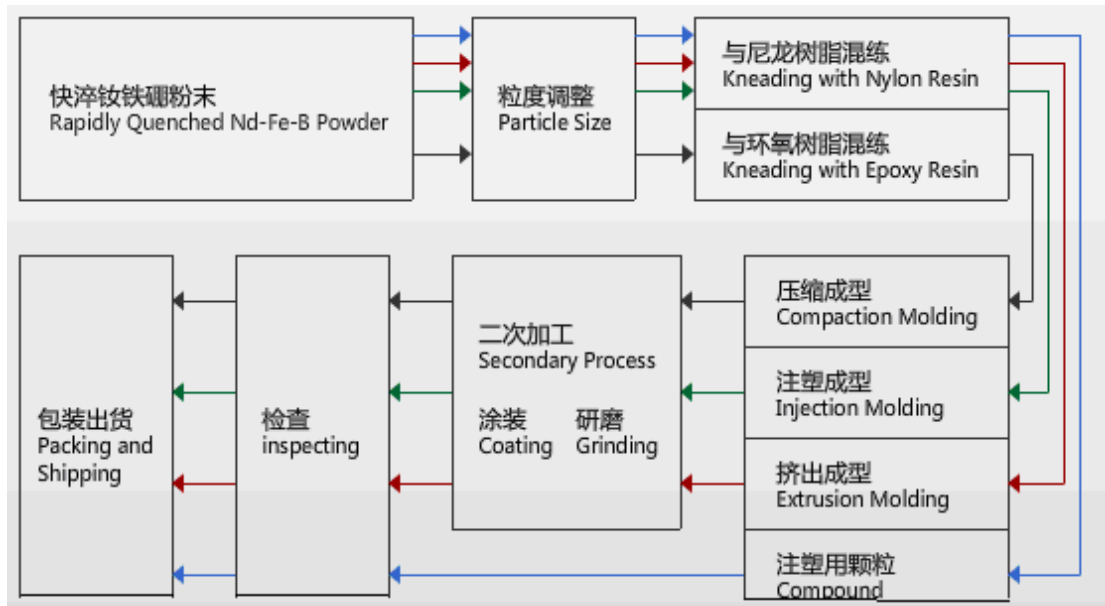 快淬钕铁硼粉末
Rapidly Quenched Nd-Fe-B Powder
粒度调整
Particle Size
与尼龙树脂混练
Kneading with Nylon Resin
与环氧树脂混练
Kneading with Epoxy Resin
压缩成型
Compaction Molding
注塑成型
Injection Molding
挤出成型
Extrusion Molding
注塑用颗粒
Compound
二次加工
Secondary Process
涂装 研磨
Coating Grinding
检查
inspecting
包装出货
Packing and
Shipping